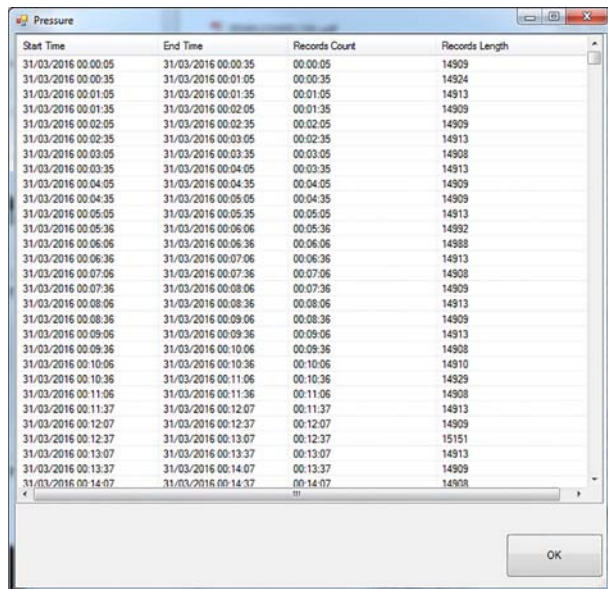 Pressure
Start Time End Time Records Count Records Length
31/03/2016 00:00:05 31/03/2016 00:00:35 00:00:05 14909
31/03/2016 00:00:35 31/03/2016 00:01:05 00:00:35 14924
31/03/2016 00:01:05 31/03/2016 00:01:35 00:01:05 14913
31/03/2016 00:01:35 31/03/2016 00:02:05 00:01:35 14909
31/03/2016 00:02:05 31/03/2016 00:02:35 00:02:05 14909
31/03/2016 00:02:35 31/03/2016 00:03:05 00:02:35 14913
31/03/2016 00:03:05 31/03/2016 00:03:35 00:03:05 14908
31/03/2016 00:03:35 31/03/2016 00:04:05 00:03:35 14913
31/03/2016 00:04:05 31/03/2016 00:04:35 00:04:05 14909
31/03/2016 00:04:35 31/03/2016 00:05:05 00:04:35 14909
31/03/2016 00:05:05 31/03/2016 00:05:35 00:05:05 14913
31/03/2016 00:05:36 31/03/2016 00:06:06 00:05:36 14992
31/03/2016 00:06:06 31/03/2016 00:06:36 00:06:06 14988
31/03/2016 00:06:36 31/03/2016 00:07:06 00:06:36 14913
31/03/2016 00:07:06 31/03/2016 00:07:36 00:07:06 14908
31/03/2016 00:07:36 31/03/2016 00:08:06 00:07:36 14909
31/03/2016 00:08:06 31/03/2016 00:08:36 00:08:06 14913
31/03/2016 00:08:36 31/03/2016 00:09:06 00:08:36 14909
31/03/2016 00:09:06 31/03/2016 00:09:36 00:09:06 14913
31/03/2016 00:09:36 31/03/2016 00:10:06 00:09:36 14908
31/03/2016 00:10:06 31/03/2016 00:10:36 00:10:06 14910
31/03/2016 00:10:36 31/03/2016 00:11:06 00:10:36 14929
31/03/2016 00:11:06 31/03/2016 00:11:36 00:11:06 14908
31/03/2016 00:11:37 31/03/2016 00:12:07 00:11:37 14913
31/03/2016 00:12:07 31/03/2016 00:12:37 00:12:07 14909
31/03/2016 00:12:37 31/03/2016 00:13:07 00:12:37 15151
31/03/2016 00:13:07 31/03/2016 00:13:37 00:13:07 14913
31/03/2016 00:13:37 31/03/2016 00:14:07 00:13:37 14909
31/03/2016 00:14:07 31/03/2016 00:14:37 00:14:07 14908
OK